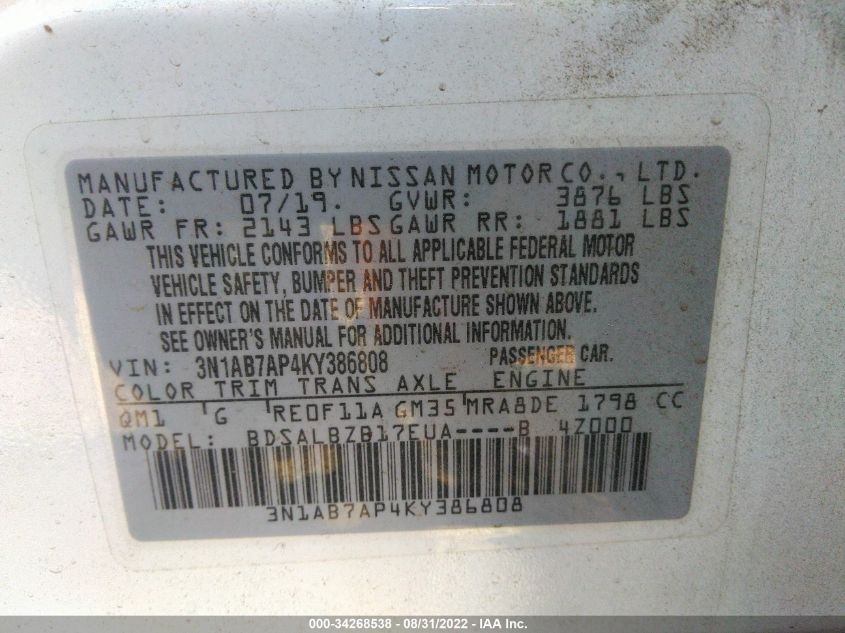 MANUFACTURED BY NISSAN MOTOR CO., LTD.
DATE: 07/19. GVWR: 3876 LBS
GAWR FR: 2143 LBS GAWR RR: 1881 LBS
THIS VEHICLE CONFORMS TO ALL APPLICABLE FEDERAL MOTOR
VEHICLE SAFETY, BUMPER AND THEFT PREVENTION STANDARDS
IN EFFECT ON THE DATE OF MANUFACTURE SHOWN ABOVE.
SEE OWNER'S MANUAL FOR ADDITIONAL INFORMATION.
VIN: 3N1AB7AP4KY386808 PASSENGER CAR.
COLOR TRIM TRANS AXLE ENGINE
QM1 G RE0F11A GM35 MRA8DE 1798 CC
MODEL: BDSALBZB17EUA----B 4Z000
3N1AB7AP4KY386808
000-34268538 - 08/31/2022 - IAA Inc.